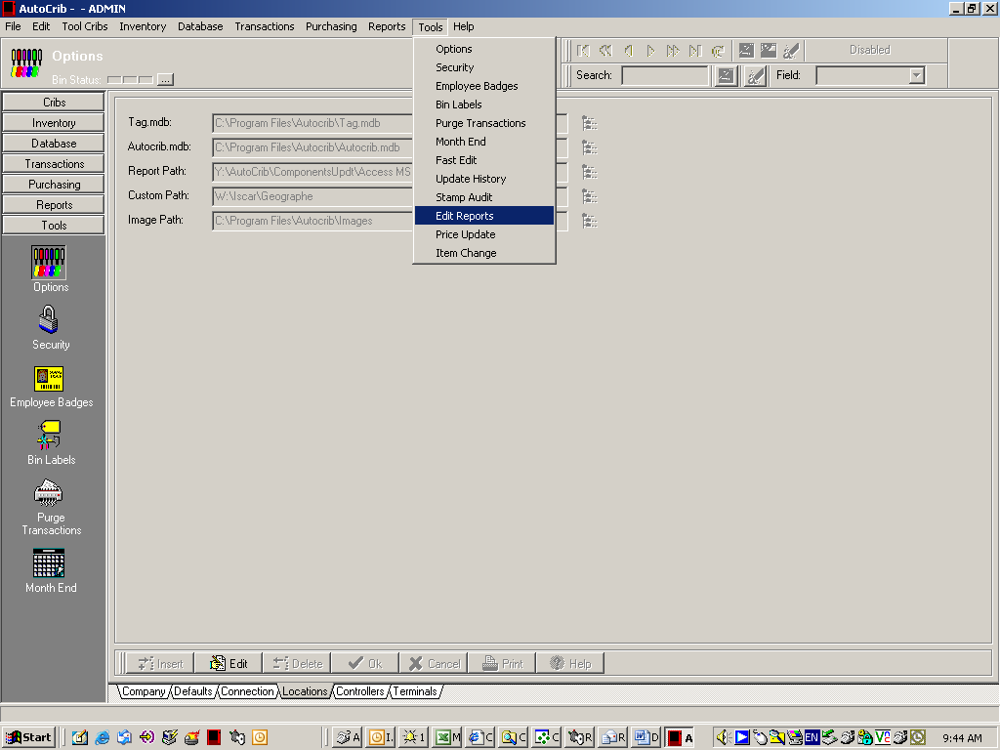 AutoCrib - - ADMIN
File Edit Tool Cribs Inventory Database Transactions Purchasing Reports Tools Help
Options
Bin Status: ...
Disabled
Search: Field:
Options
Security
Employee Badges
Bin Labels
Purge Transactions
Month End
Fast Edit
Update History
Stamp Audit
Edit Reports
Price Update
Item Change
Cribs
Inventory
Database
Transactions
Purchasing
Reports
Tools
Options
Security
Employee Badges
Bin Labels
Purge
Transactions
Month End
Tag.mdb: C:\Program Files\Autocrib\Tag.mdb
Autocrib.mdb: C:\Program Files\Autocrib\Autocrib.mdb
Report Path: Y:\AutoCrib\ComponentsUpdt\Access MS
Custom Path: W:\Iscar\Geographe
Image Path: C:\Program Files\Autocrib\Images
Insert Edit Delete Ok Cancel Print Help
Company Defaults Connection Locations Controllers Terminals
Start A I. 1 M C C C R R D A EN 9:44 AM